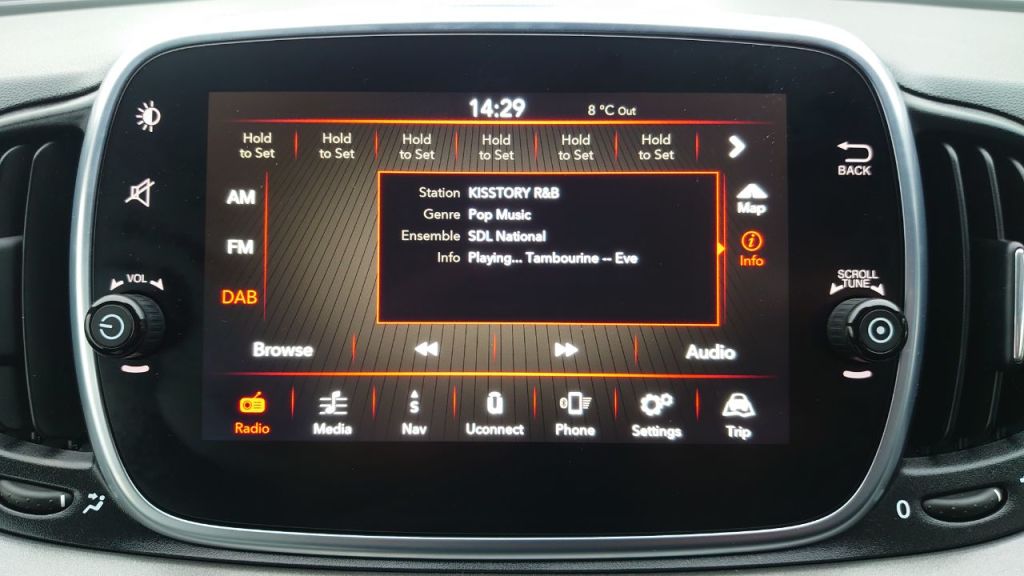 14:29 8 °C Out
Hold to Set
Hold to Set
Hold to Set
Hold to Set
Hold to Set
Hold to Set
BACK
AM
FM
DAB
Station KISSTORY R&B
Genre Pop Music
Ensemble SDL National
Info Playing... Tambourine -- Eve
Map
Info
VOL
SCROLL
TUNE
Browse
Audio
Radio
Media
S
Nav
Uconnect
0
Phone
Settings
Trip
0